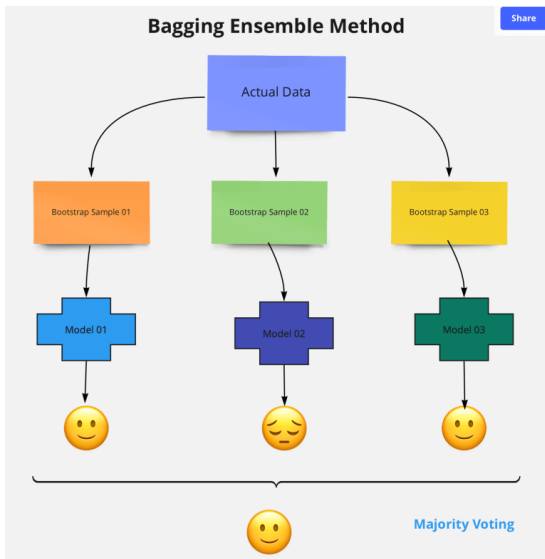 Bagging Ensemble Method
Share
Actual Data
Bootstrap Sample 01
Bootstrap Sample 02
Bootstrap Sample 03
Model 01
Model 02
Model 03
Majority Voting